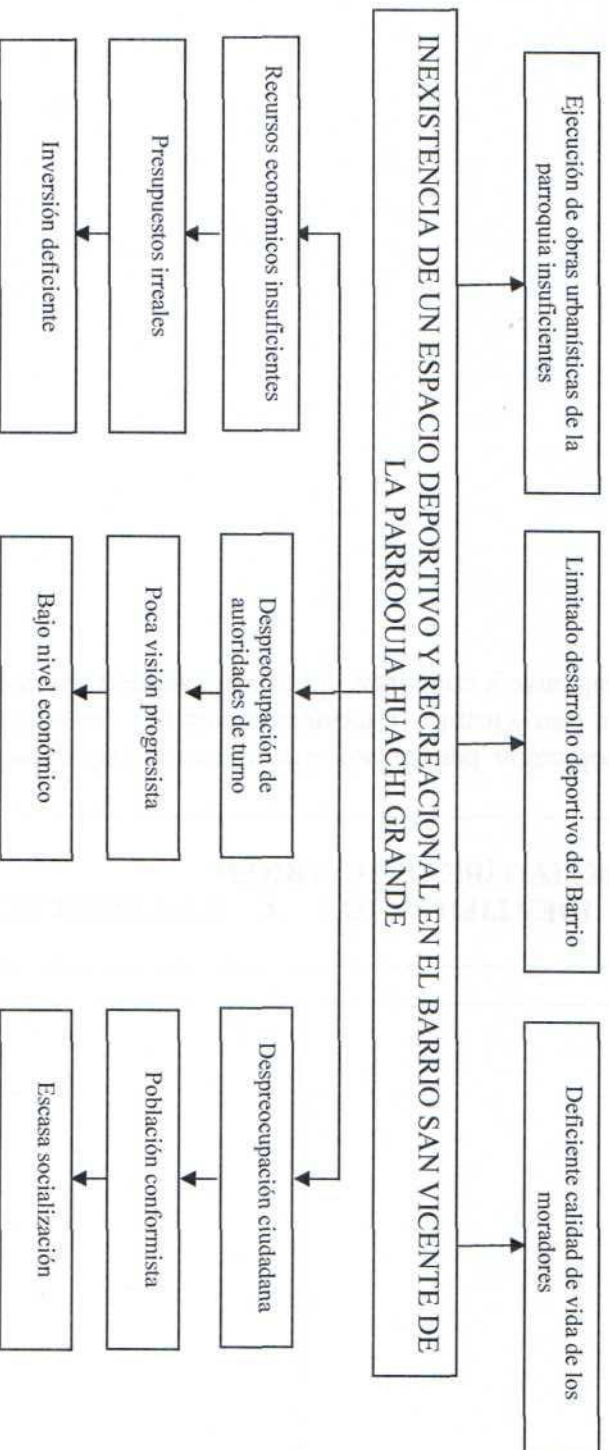 Ejecución de obras urbanísticas de la
parroquia insuficientes
Limitado desarrollo deportivo del Barrio
Deficiente calidad de vida de los
moradores
INEXISTENCIA DE UN ESPACIO DEPORTIVO Y RECREACIONAL EN EL BARRIO SAN VICENTE DE
LA PARROQUIA HUACHI GRANDE
Recursos económicos insuficientes
Despreocupación de
autoridades de turno
Despreocupación ciudadana
Presupuestos irreales
Poca visión progresista
Población conformista
Inversión deficiente
Bajo nivel económico
Escasa socialización